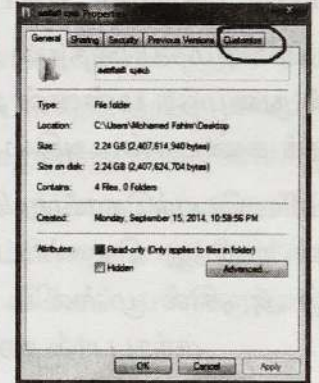 Properties
General Sharing Security Previous Versions Customize
Type: File folder
Location: C:\Users\Mohamed Fahim\Desktop
Size: 2.24 GB (2,407,614,940 bytes)
Size on disk: 2.24 GB (2,407,624,704 bytes)
Contains: 4 Files, 0 Folders
Created: Monday, September 15, 2014, 10:58:56 PM
Attributes: Read-only (Only applies to files in folder)
Hidden Advanced...
OK Cancel Apply